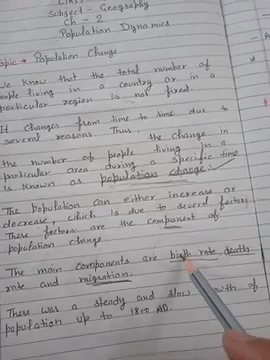 Subject - Geography
Ch - 2
Population Dynamics
Topic → Population Change
We know that the total number of
people living in a country or in a
particular region is not fixed.
It changes from time to time due to
several reasons Thus, the change in
the number of people living in a
particular area during a specific time
is known as population change.
The population can either increase or
decrease, which is due to several factors
These factors are the componant of
population change
The main components are birth rate, death
rate and migration.
There was a steady and slow growth of
population up to 1800 AD.